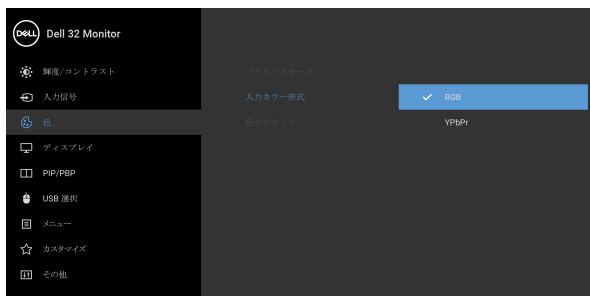 DELL Dell 32 Monitor
輝度/コントラスト
プリセットモード
入力信号
入力カラー形式
RGB
色
色のリセット
YPbPr
ディスプレイ
PIP/PBP
USB 選択
メニュー
カスタマイズ
その他